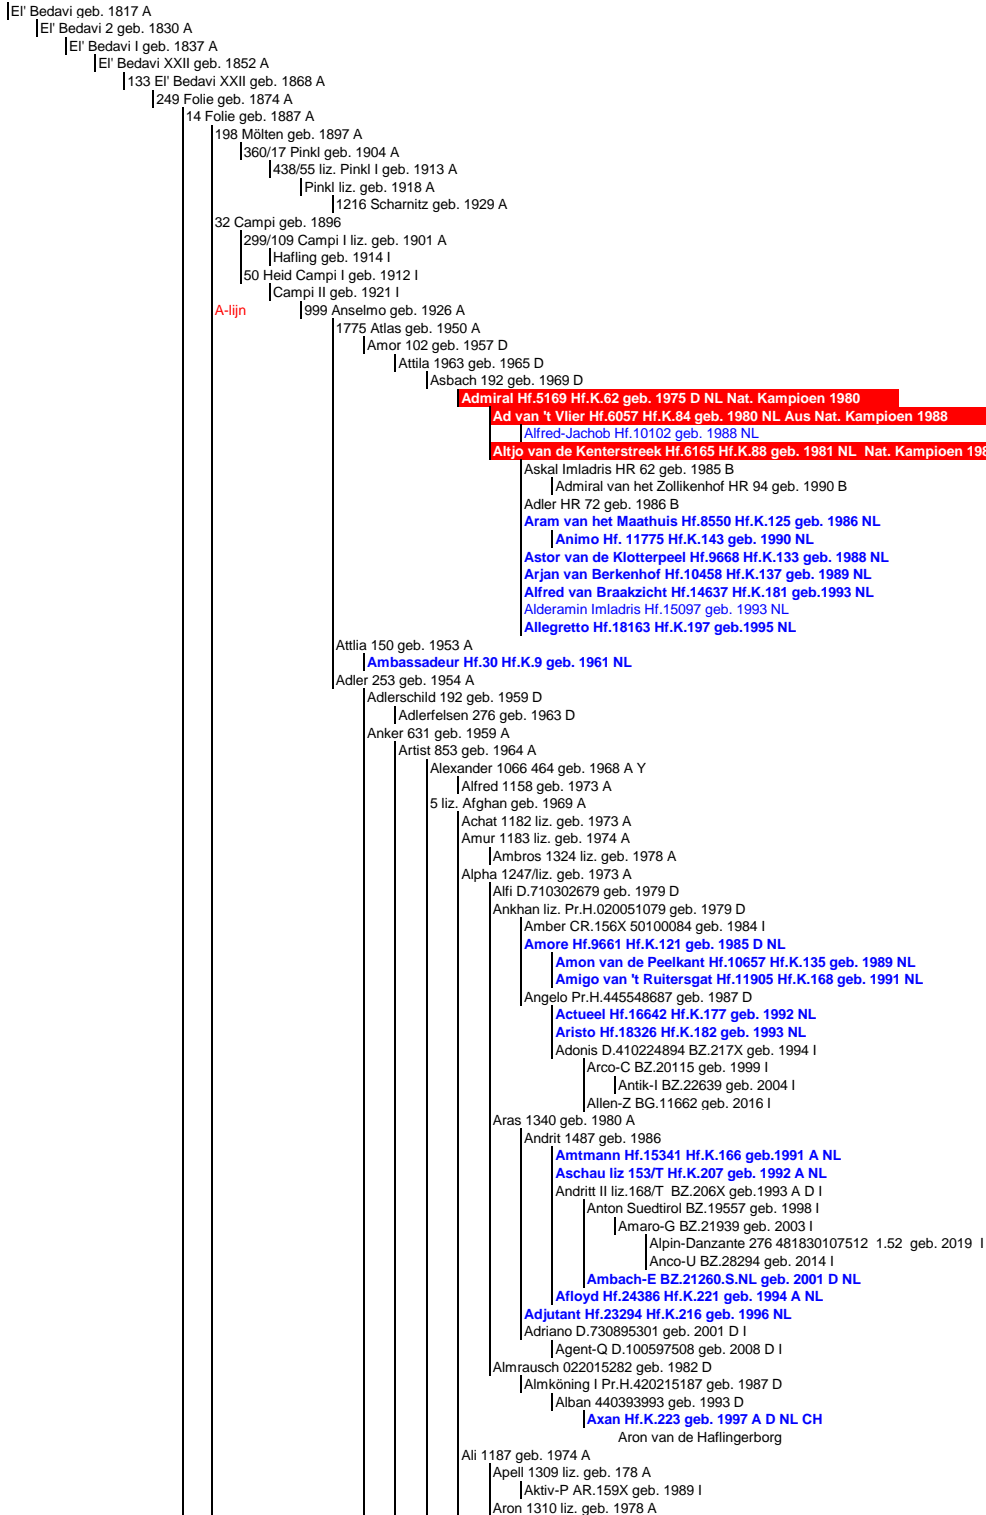 El' Bedavi geb. 1817 A
El' Bedavi 2 geb. 1830 A
El' Bedavi I geb. 1837 A
El' Bedavi XXII geb. 1852 A
133 El' Bedavi XXII geb. 1868 A
249 Folie geb. 1874 A
14 Folie geb. 1887 A
198 Mölten geb. 1897 A
360/17 Pinkl geb. 1904 A
438/55 liz. Pinkl I geb. 1913 A
Pinkl liz. geb. 1918 A
1216 Scharnitz geb. 1929 A
32 Campi geb. 1896
299/109 Campi I liz. geb. 1901 A
Hafling geb. 1914 I
50 Heid Campi I geb. 1912 I
Campi II geb. 1921 I
A-lijn 999 Anselmo geb. 1926 A
1775 Atlas geb. 1950 A
Amor 102 geb. 1957 D
Attila 1963 geb. 1965 D
Asbach 192 geb. 1969 D
Admiral Hf.5169 Hf.K.62 geb. 1975 D NL Nat. Kampioen 1980
Ad van 't Vlier Hf.6057 Hf.K.84 geb. 1980 NL Aus Nat. Kampioen 1988
Alfred-Jachob Hf.10102 geb. 1988 NL
Altjo van de Kenterstreek Hf.6165 Hf.K.88 geb. 1981 NL  Nat. Kampioen 198
Askal Imladris HR 62 geb. 1985 B
Admiral van het Zollikenhof HR 94 geb. 1990 B
Adler HR 72 geb. 1986 B
Aram van het Maathuis Hf.8550 Hf.K.125 geb. 1986 NL
Animo Hf. 11775 Hf.K.143 geb. 1990 NL
Astor van de Klotterpeel Hf.9668 Hf.K.133 geb. 1988 NL
Arjan van Berkenhof Hf.10458 Hf.K.137 geb. 1989 NL
Alfred van Braakzicht Hf.14637 Hf.K.181 geb.1993 NL
Alderamin Imladris Hf.15097 geb. 1993 NL
Allegretto Hf.18163 Hf.K.197 geb.1995 NL
Attlia 150 geb. 1953 A
Ambassadeur Hf.30 Hf.K.9 geb. 1961 NL
Adler 253 geb. 1954 A
Adlerschild 192 geb. 1959 D
Adlerfelsen 276 geb. 1963 D
Anker 631 geb. 1959 A
Artist 853 geb. 1964 A
Alexander 1066 464 geb. 1968 A Y
Alfred 1158 geb. 1973 A
5 liz. Afghan geb. 1969 A
Achat 1182 liz. geb. 1973 A
Amur 1183 liz. geb. 1974 A
Ambros 1324 liz. geb. 1978 A
Alpha 1247/liz. geb. 1973 A
Alfi D.710302679 geb. 1979 D
Ankhan liz. Pr.H.020051079 geb. 1979 D
Amber CR.156X 50100084 geb. 1984 I
Amore Hf.9661 Hf.K.121 geb. 1985 D NL
Amon van de Peelkant Hf.10657 Hf.K.135 geb. 1989 NL
Amigo van 't Ruitersgat Hf.11905 Hf.K.168 geb. 1991 NL
Angelo Pr.H.445548687 geb. 1987 D
Actueel Hf.16642 Hf.K.177 geb. 1992 NL
Aristo Hf.18326 Hf.K.182 geb. 1993 NL
Adonis D.410224894 BZ.217X geb. 1994 I
Arco-C BZ.20115 geb. 1999 I
Antik-I BZ.22639 geb. 2004 I
Allen-Z BG.11662 geb. 2016 I
Aras 1340 geb. 1980 A
Andrit 1487 geb. 1986
Amtmann Hf.15341 Hf.K.166 geb.1991 A NL
Aschau liz 153/T Hf.K.207 geb. 1992 A NL
Andritt II liz.168/T  BZ.206X geb.1993 A D I
Anton Suedtirol BZ.19557 geb. 1998 I
Amaro-G BZ.21939 geb. 2003 I
Alpin-Danzante 276 481830107512  1.52  geb. 2019  I
Anco-U BZ.28294 geb. 2014 I
Ambach-E BZ.21260.S.NL geb. 2001 D NL
Afloyd Hf.24386 Hf.K.221 geb. 1994 A NL
Adjutant Hf.23294 Hf.K.216 geb. 1996 NL
Adriano D.730895301 geb. 2001 D I
Agent-Q D.100597508 geb. 2008 D I
Almrausch 022015282 geb. 1982 D
Almköning I Pr.H.420215187 geb. 1987 D
Alban 440393993 geb. 1993 D
Axan Hf.K.223 geb. 1997 A D NL CH
Aron van de Haflingerborg
Ali 1187 geb. 1974 A
Apell 1309 liz. geb. 178 A
Aktiv-P AR.159X geb. 1989 I
Aron 1310 liz. geb. 1978 A